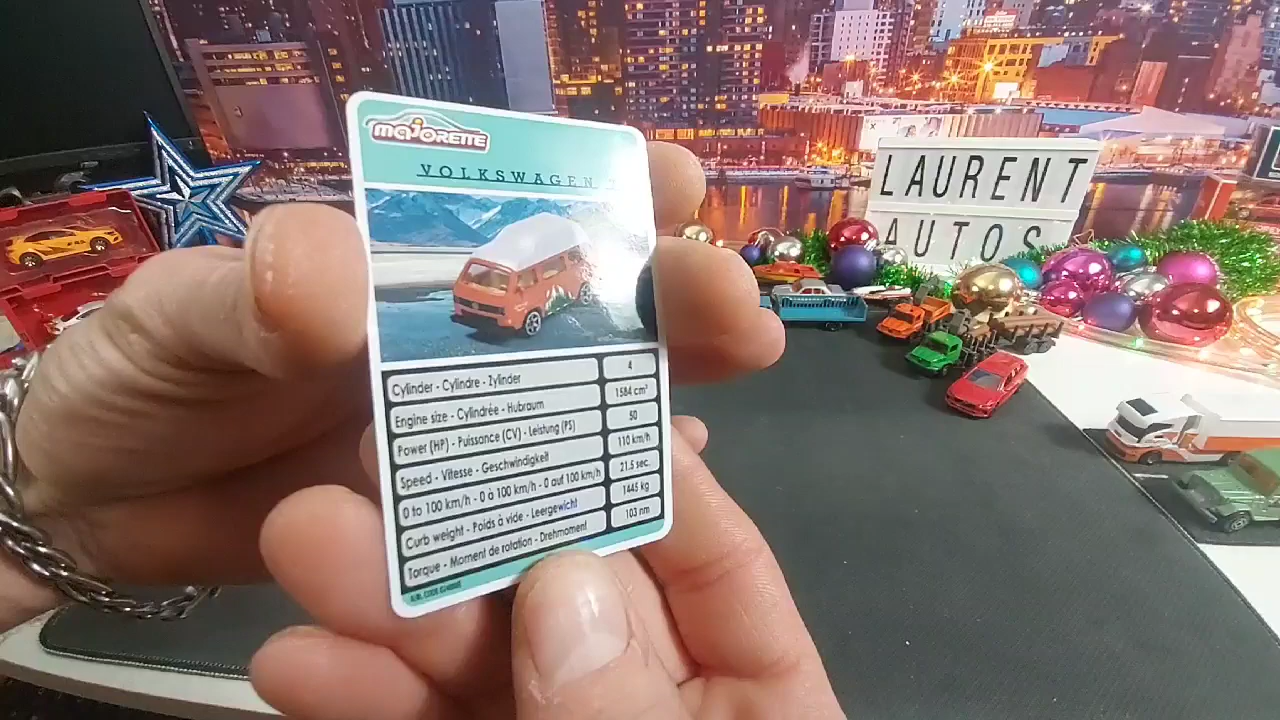 majorette
VOLKSWAGEN
Cylinder - Cylindre - Zylinder 4
Engine size - Cylindrée - Hubraum 1584 cm³
Power (HP) - Puissance (CV) - Leistung (PS) 50
Speed - Vitesse - Geschwindigkeit 110 km/h
0 to 100 km/h - 0 à 100 km/h - 0 auf 100 km/h 21.5 sec.
Curb weight - Poids à vide - Leergewicht 1445 kg
Torque - Moment de rotation - Drehmoment 103 nm
LAURENT
AUTOS